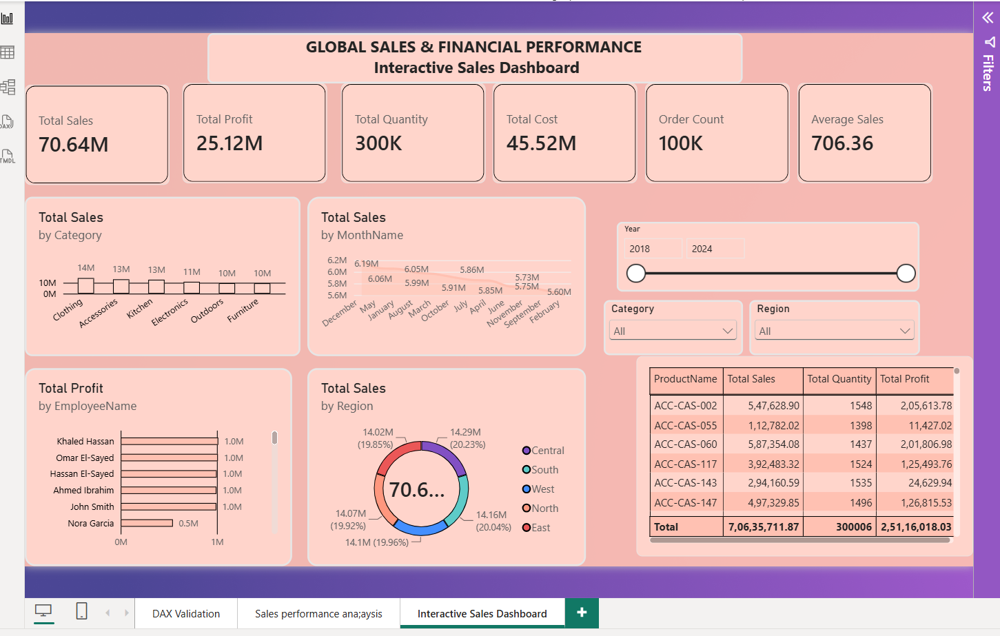 GLOBAL SALES & FINANCIAL PERFORMANCE
Interactive Sales Dashboard
Filters
DAX
TMDL
Total Sales
70.64M
Total Profit
25.12M
Total Quantity
300K
Total Cost
45.52M
Order Count
100K
Average Sales
706.36
Total Sales
by Category
14M
13M
13M
11M
10M
10M
10M
0M
Clothing
Accessories
Kitchen
Electronics
Outdoors
Furniture
Total Sales
by MonthName
6.2M
6.0M
5.8M
5.6M
6.19M
6.06M
6.05M
5.99M
5.91M
5.86M
5.85M
5.73M
5.75M
5.60M
December
May
January
August
March
October
July
April
June
November
September
February
Year
2018
2024
Category
All
Region
All
Total Profit
by EmployeeName
Khaled Hassan 1.0M
Omar El-Sayed 1.0M
Hassan El-Sayed 1.0M
Ahmed Ibrahim 1.0M
John Smith 1.0M
Nora Garcia 0.5M
0M 1M
Total Sales
by Region
14.02M
(19.85%)
14.29M
(20.23%)
14.07M
(19.92%)
14.16M
(20.04%)
14.1M (19.96%)
70.6...
Central
South
West
North
East
ProductName Total Sales Total Quantity Total Profit
ACC-CAS-002 5,47,628.90 1548 2,05,613.78
ACC-CAS-055 1,12,782.02 1398 11,427.02
ACC-CAS-060 5,87,354.08 1437 2,01,806.98
ACC-CAS-117 3,92,483.32 1524 1,25,493.76
ACC-CAS-143 2,94,160.59 1535 24,629.94
ACC-CAS-147 4,97,329.85 1496 1,26,815.53
Total 7,06,35,711.87 300006 2,51,16,018.03
DAX Validation
Sales performance ana;aysis
Interactive Sales Dashboard
+